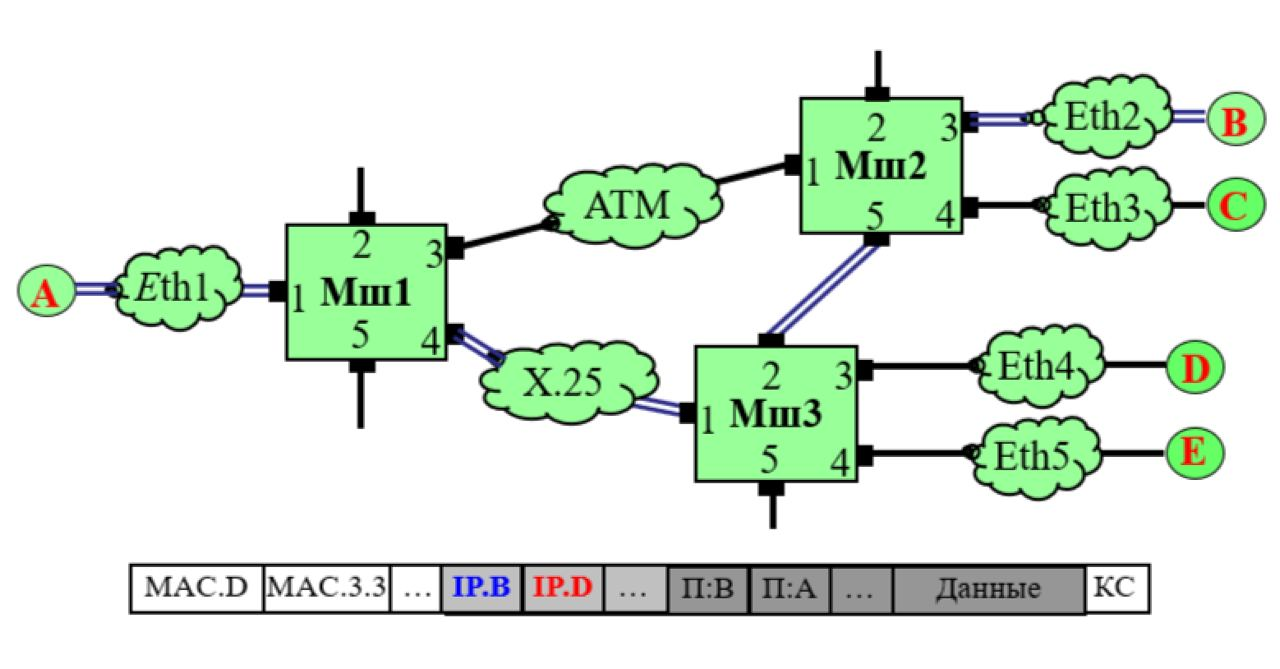 2 3 Eth2 B
1 Мш2
5 4 Eth3 C
ATM
A Eth1
2 3
1 Мш1
5 4
X.25
2 3 Eth4 D
1 Мш3
5 4 Eth5 E
MAC.D MAC.3.3 … IP.B IP.D … П:В П:А … Данные КС